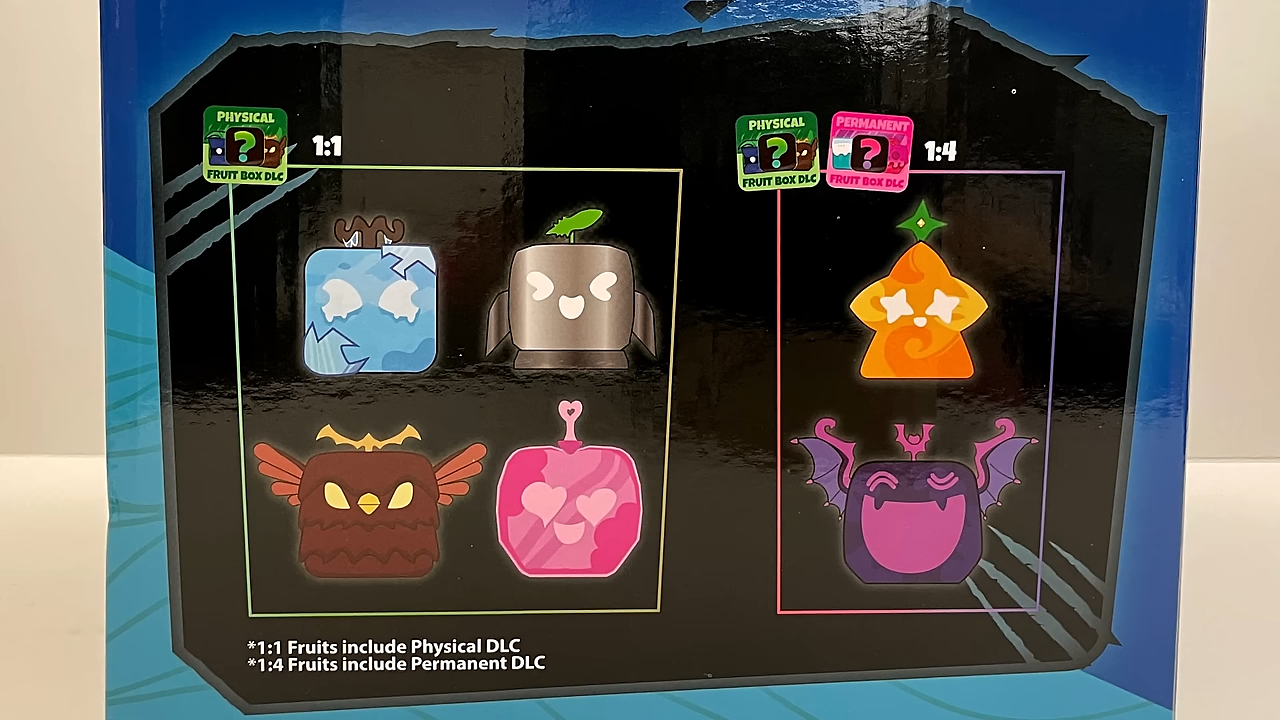 PHYSICAL
?
FRUIT BOX DLC
1:1
PHYSICAL
?
FRUIT BOX DLC
PERMANENT
?
FRUIT BOX DLC
1:4
*1:1 Fruits include Physical DLC
*1:4 Fruits include Permanent DLC